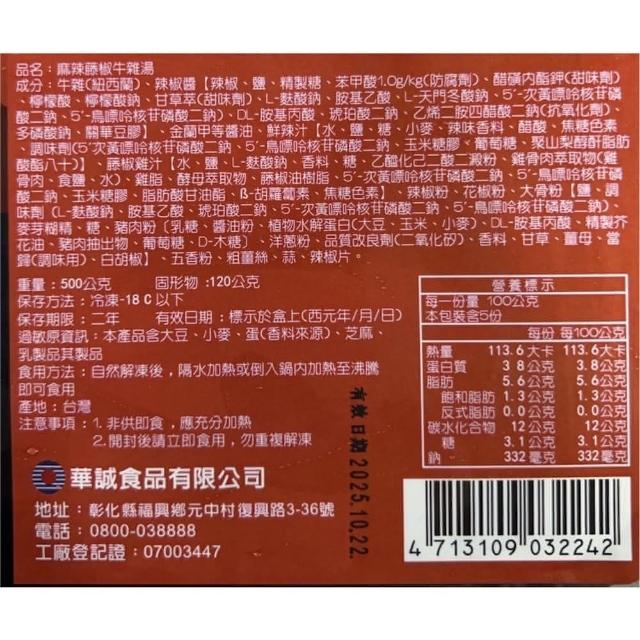 品名：麻辣藤椒牛雜湯
成分：牛雜(紐西蘭)、辣椒醬【辣椒、鹽、精製糖、苯甲酸1.0g/kg(防腐劑)、醋磺內酯鉀(甜味劑)
、檸檬酸、檸檬酸鈉、甘草萃(甜味劑)、L-麩酸鈉、胺基乙酸、L-天門冬酸鈉、5'-次黃嘌呤核苷磷
酸二鈉、5'-鳥嘌呤核苷磷酸二鈉)、DL-胺基丙酸、琥珀酸二鈉、乙烯二胺四醋酸二鈉(抗氧化劑)、
多磷酸鈉、關華豆膠】、金蘭甲等醬油、鮮辣汁【水、鹽、糖、小麥、辣味香料、醋酸、焦糖色素、
調味劑(5'次黃嘌呤核苷磷酸二鈉、5'-鳥嘌呤核苷磷酸二鈉)、玉米糖膠、葡萄糖、聚山梨醇酐脂肪
酸酯八十)】、藤椒雞汁【水、鹽、L-麩酸鈉、香料、糖、乙醯化己二酸二澱粉、雞骨肉萃取物(雞
骨肉、食鹽、水)、雞脂、酵母萃取物、藤椒油樹脂、5'-次黃嘌呤核苷磷酸二鈉、5'-鳥嘌呤核苷磷
酸二鈉、玉米糖膠、脂肪酸甘油酯、ß-胡蘿蔔素、焦糖色素】、辣椒粉、花椒粉、大骨粉【鹽、調
味劑（L-麩酸鈉、胺基乙酸、琥珀酸二鈉、5'-次黃嘌呤核苷磷酸二鈉、5'-鳥嘌呤核苷磷酸二鈉)、
麥芽糊精、糖、豬肉粉〔乳糖、醬油粉、植物水解蛋白(大豆、玉米、小麥)、DL-胺基丙酸、精製芥
花油、豬肉抽出物、葡萄糖、D-木糖〕、洋蔥粉、品質改良劑(二氧化矽)、香料、甘草、薑母、當
歸(調味用)、白胡椒】、五香粉、粗薑絲、蒜、辣椒片。
重量：500公克　固形物：120公克
保存方法：冷凍-18 C以下
保存期限：二年　有效日期：標示於盒上(西元年/月/日)
過敏原資訊：本產品含大豆、小麥、蛋(香料來源)、芝麻、
乳製品其製品
食用方法：自然解凍後，隔水加熱或倒入鍋內加熱至沸騰
即可食用
產地：台灣
注意事項：1. 非供即食，應充分加熱
2.開封後請立即食用，勿重複解凍
華誠食品有限公司
地址：彰化縣福興鄉元中村復興路3-36號
電話：0800-038888
工廠登記證：07003447
有效日期 2025.10.22.
營養標示
每一份量 100公克
本包裝含5份
每份 每100公克
熱量 113.6大卡 113.6大卡
蛋白質 3.8公克 3.8公克
脂肪 5.6公克 5.6公克
飽和脂肪 1.3公克 1.3公克
反式脂肪 0.0公克 0.0公克
碳水化合物 12公克 12公克
糖 3.1公克 3.1公克
鈉 332毫克 332毫克
4 713109 032242